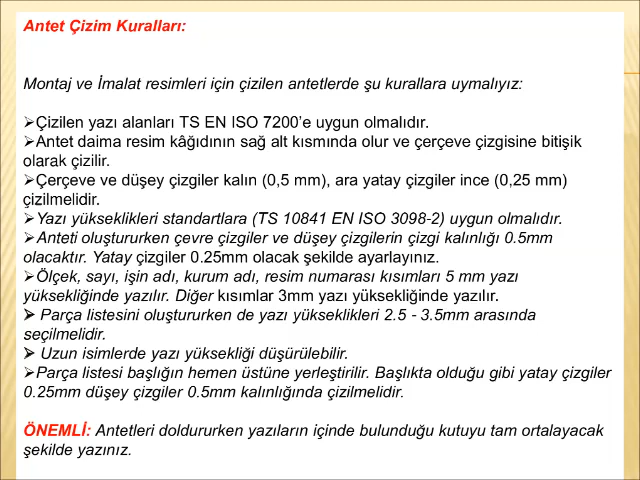 Antet Çizim Kuralları:
Montaj ve İmalat resimleri için çizilen antetlerde şu kurallara uymalıyız:
➢Çizilen yazı alanları TS EN ISO 7200’e uygun olmalıdır.
➢Antet daima resim kâğıdının sağ alt kısmında olur ve çerçeve çizgisine bitişik
olarak çizilir.
➢Çerçeve ve düşey çizgiler kalın (0,5 mm), ara yatay çizgiler ince (0,25 mm)
çizilmelidir.
➢Yazı yükseklikleri standartlara (TS 10841 EN ISO 3098-2) uygun olmalıdır.
➢Anteti oluştururken çevre çizgiler ve düşey çizgilerin çizgi kalınlığı 0.5mm
olacaktır. Yatay çizgiler 0.25mm olacak şekilde ayarlayınız.
➢Ölçek, sayı, işin adı, kurum adı, resim numarası kısımları 5 mm yazı
yüksekliğinde yazılır. Diğer kısımlar 3mm yazı yüksekliğinde yazılır.
➢ Parça listesini oluştururken de yazı yükseklikleri 2.5 - 3.5mm arasında
seçilmelidir.
➢ Uzun isimlerde yazı yüksekliği düşürülebilir.
➢Parça listesi başlığın hemen üstüne yerleştirilir. Başlıkta olduğu gibi yatay çizgiler
0.25mm düşey çizgiler 0.5mm kalınlığında çizilmelidir.
ÖNEMLİ: Antetleri doldururken yazıların içinde bulunduğu kutuyu tam ortalayacak
şekilde yazınız.